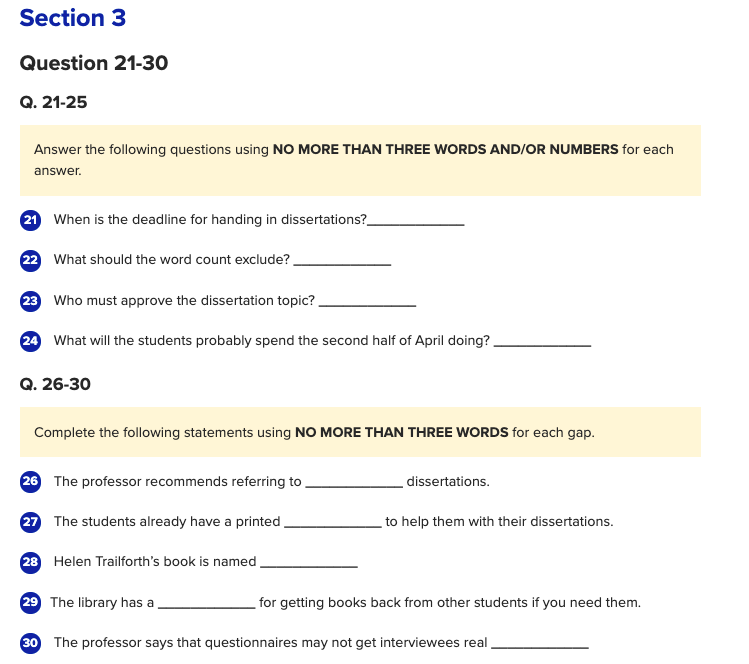 Section 3
Question 21-30
Q. 21-25
Answer the following questions using NO MORE THAN THREE WORDS AND/OR NUMBERS for each
answer.
21 When is the deadline for handing in dissertations?____________
22 What should the word count exclude? ____________
23 Who must approve the dissertation topic? ____________
24 What will the students probably spend the second half of April doing? ____________
Q. 26-30
Complete the following statements using NO MORE THAN THREE WORDS for each gap.
26 The professor recommends referring to ____________ dissertations.
27 The students already have a printed ____________ to help them with their dissertations.
28 Helen Trailforth's book is named ____________
29 The library has a ____________ for getting books back from other students if you need them.
30 The professor says that questionnaires may not get interviewees real ____________